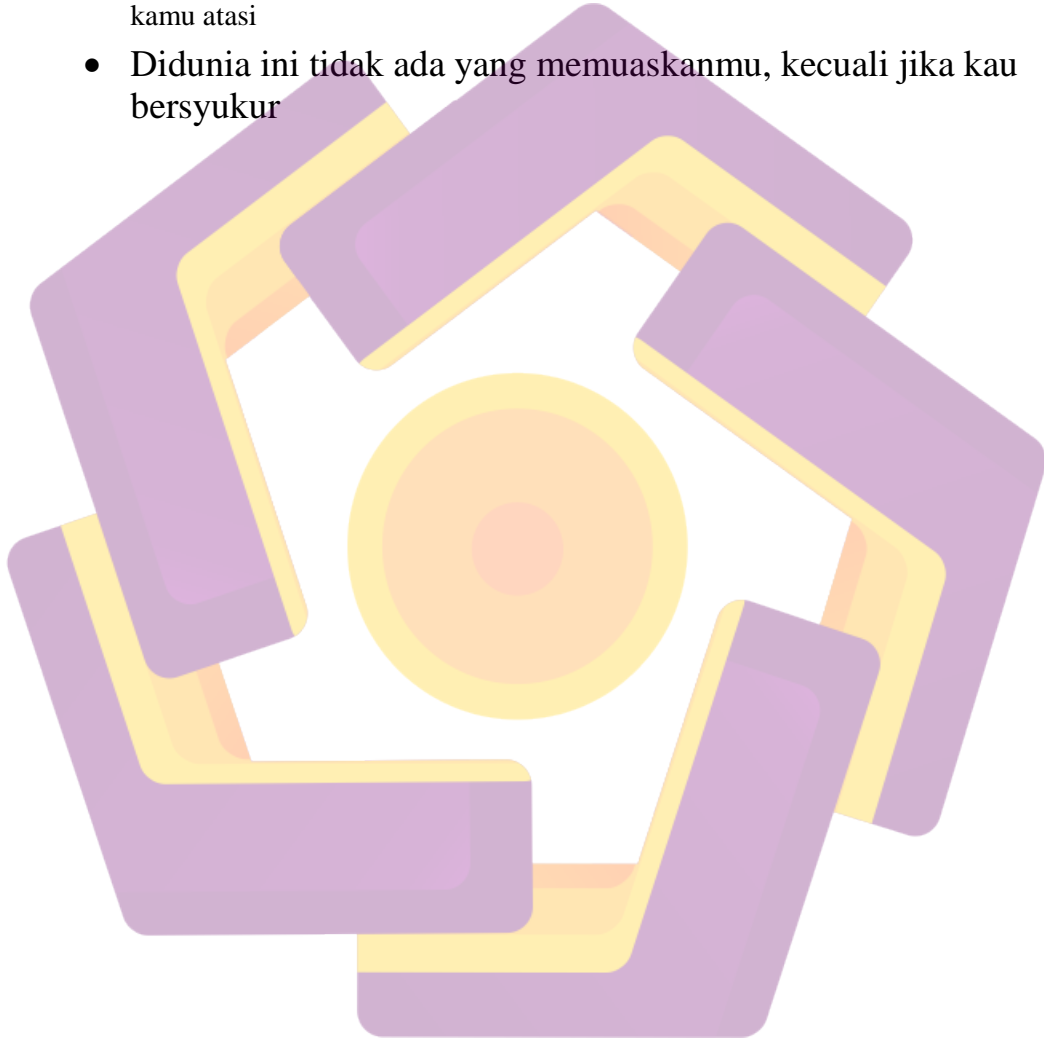 kamu atasi
• Didunia ini tidak ada yang memuaskanmu, kecuali jika kau
bersyukur